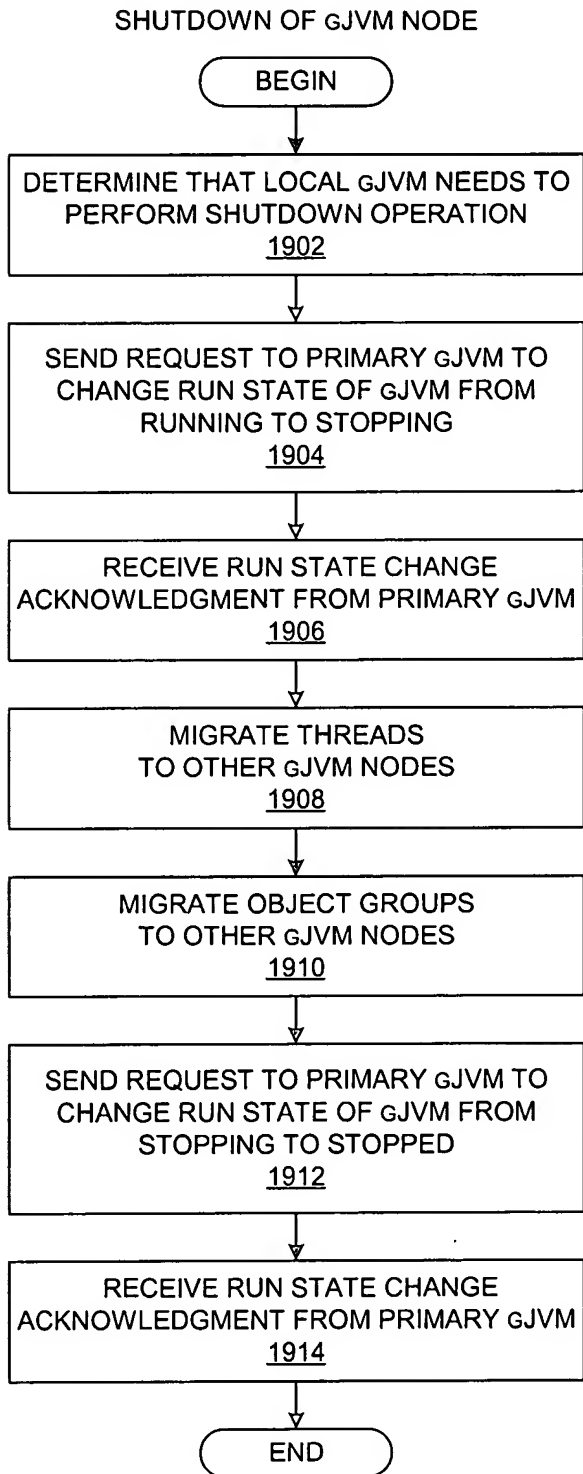 SHUTDOWN OF GJVM NODE
BEGIN
DETERMINE THAT LOCAL GJVM NEEDS TO
PERFORM SHUTDOWN OPERATION
1902
SEND REQUEST TO PRIMARY GJVM TO
CHANGE RUN STATE OF GJVM FROM
RUNNING TO STOPPING
1904
RECEIVE RUN STATE CHANGE
ACKNOWLEDGMENT FROM PRIMARY GJVM
1906
MIGRATE THREADS
TO OTHER GJVM NODES
1908
MIGRATE OBJECT GROUPS
TO OTHER GJVM NODES
1910
SEND REQUEST TO PRIMARY GJVM TO
CHANGE RUN STATE OF GJVM FROM
STOPPING TO STOPPED
1912
RECEIVE RUN STATE CHANGE
ACKNOWLEDGMENT FROM PRIMARY GJVM
1914
END